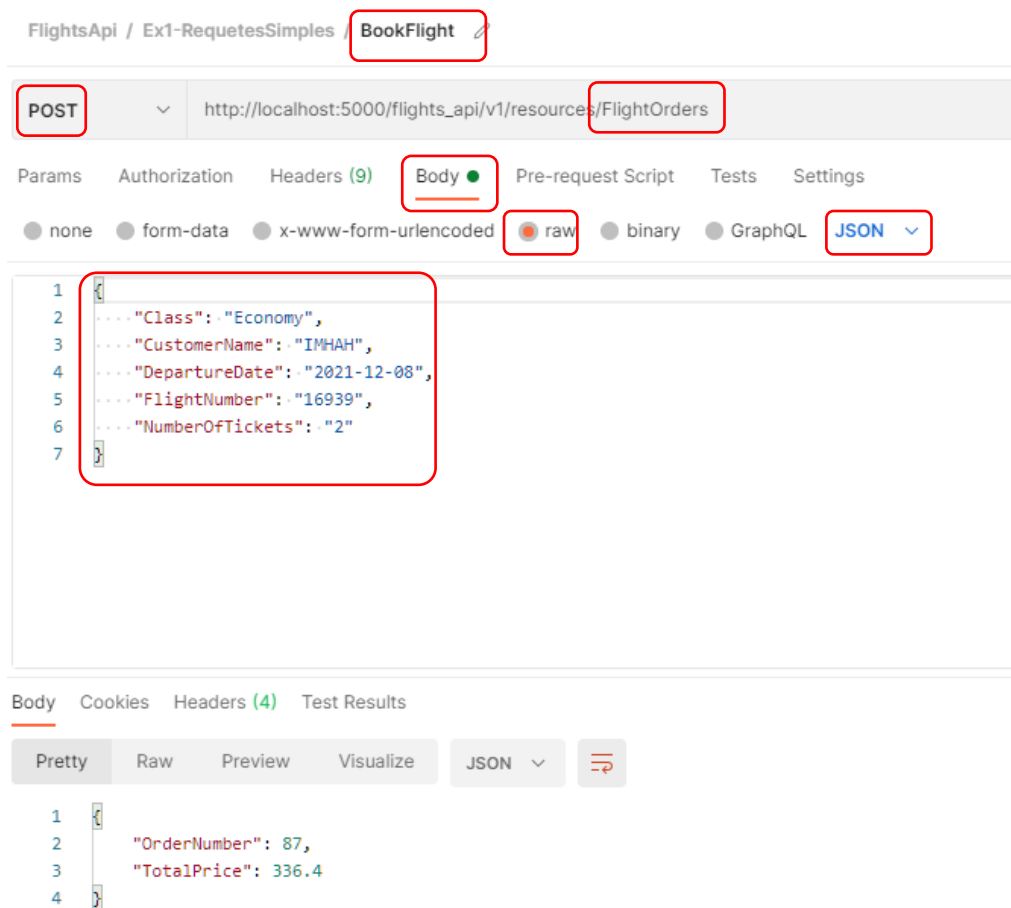 FlightsApi / Ex1-RequetesSimples / BookFlight
POST http://localhost:5000/flights_api/v1/resources/FlightOrders
Params Authorization Headers (9) Body Pre-request Script Tests Settings
none form-data x-www-form-urlencoded raw binary GraphQL JSON
1 {
2 ····"Class":·"Economy",
3 ····"CustomerName":·"IMHAH",
4 ····"DepartureDate":·"2021-12-08",
5 ····"FlightNumber":·"16939",
6 ····"NumberOfTickets":·"2"
7 }
Body Cookies Headers (4) Test Results
Pretty Raw Preview Visualize JSON
1 {
2 "OrderNumber": 87,
3 "TotalPrice": 336.4
4 }